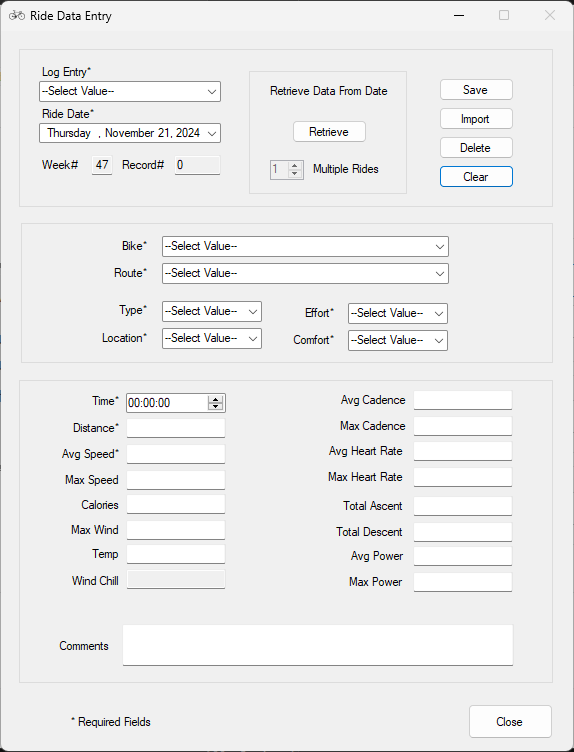 Ride Data Entry
Log Entry*
--Select Value--
Ride Date*
Thursday , November 21, 2024
Week# 47 Record# 0
Retrieve Data From Date
Retrieve
1 Multiple Rides
Save
Import
Delete
Clear
Bike* --Select Value--
Route* --Select Value--
Type* --Select Value-- Effort* --Select Value--
Location* --Select Value-- Comfort* --Select Value--
Time* 00:00:00
Distance*
Avg Speed*
Max Speed
Calories
Max Wind
Temp
Wind Chill
Avg Cadence
Max Cadence
Avg Heart Rate
Max Heart Rate
Total Ascent
Total Descent
Avg Power
Max Power
Comments
* Required Fields
Close